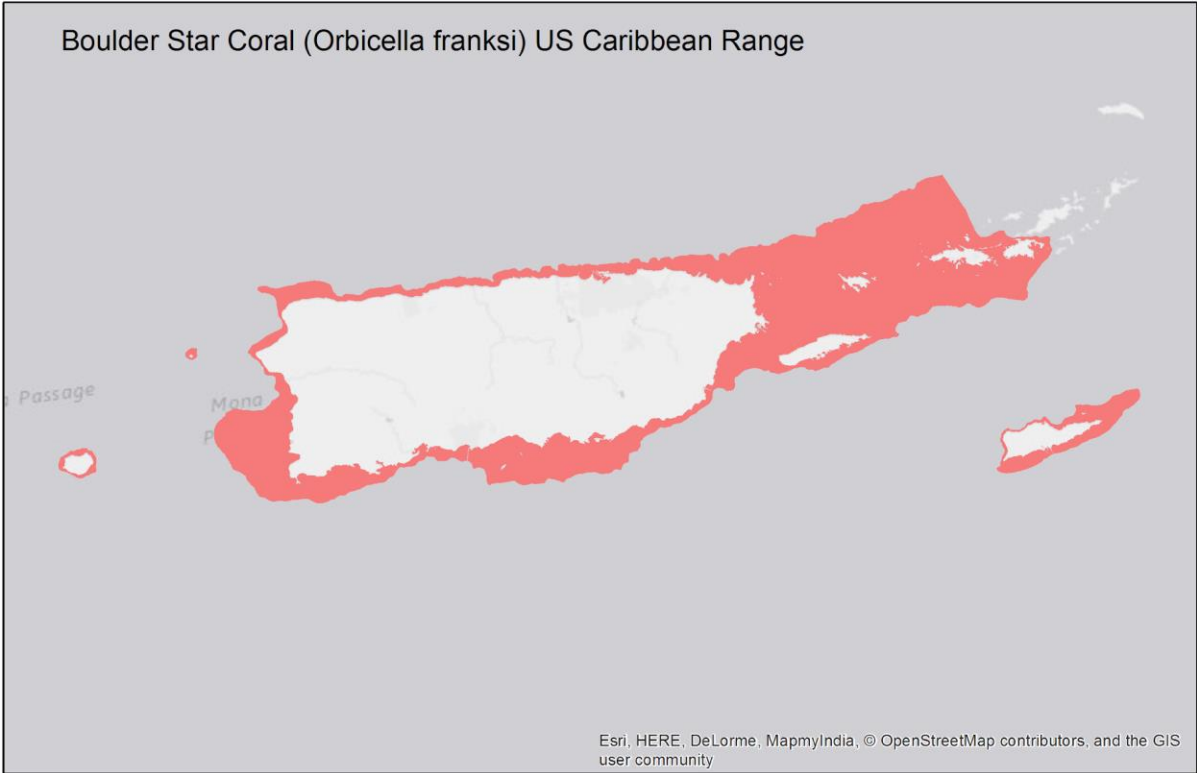 Boulder Star Coral (Orbicella franksi) US Caribbean Range
Passage
Mona
P
Esri, HERE, DeLorme, MapmyIndia, © OpenStreetMap contributors, and the GIS
user community